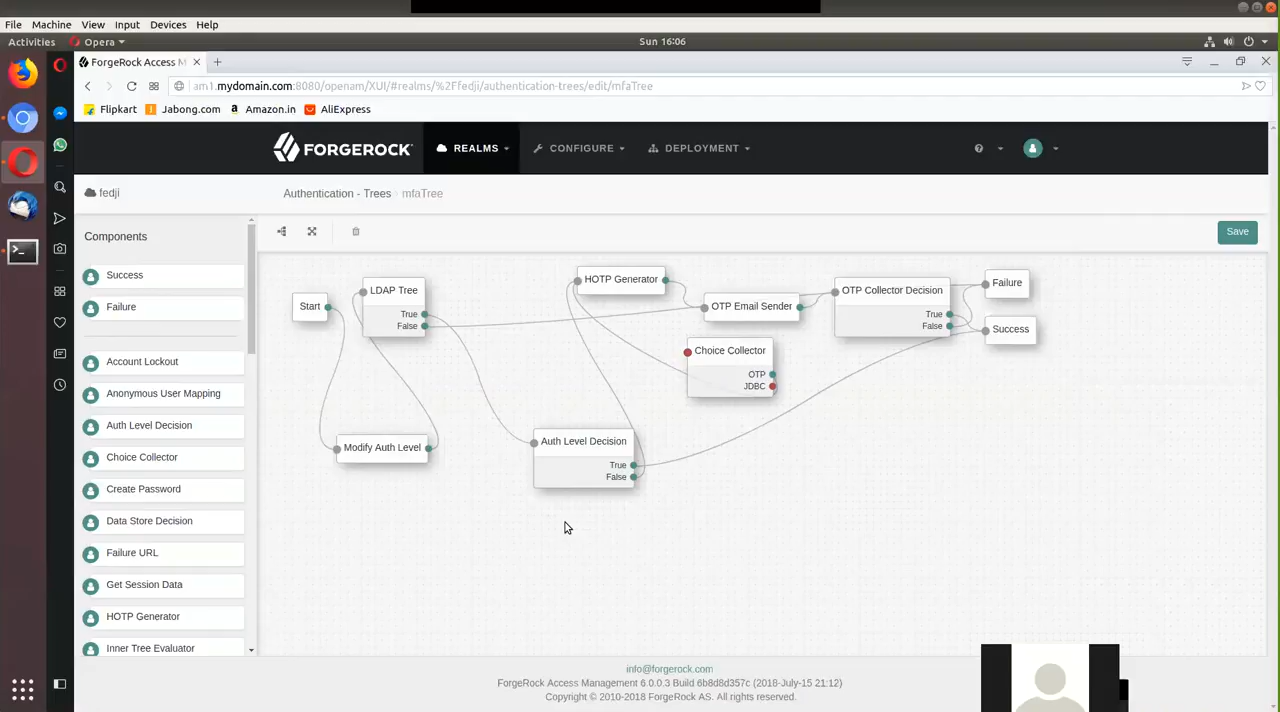 File Machine View Input Devices Help
Activities Opera Sun 16:06
ForgeRock Access M
am1.mydomain.com:8080/openam/XUI/#realms/%2Ffedji/authentication-trees/edit/mfaTree
Flipkart Jabong.com Amazon.in AliExpress
FORGEROCK REALMS CONFIGURE DEPLOYMENT
fedji Authentication - Trees mfaTree
Components
Save
Success
Failure
Account Lockout
Anonymous User Mapping
Auth Level Decision
Choice Collector
Create Password
Data Store Decision
Failure URL
Get Session Data
HOTP Generator
Inner Tree Evaluator
Start
LDAP Tree
True
False
Modify Auth Level
HOTP Generator
OTP Email Sender
Choice Collector
OTP
JDBC
Auth Level Decision
True
False
OTP Collector Decision
True
False
Failure
Success
info@forgerock.com
ForgeRock Access Management 6.0.0.3 Build 6b8d8d357c (2018-July-15 21:12)
Copyright © 2010-2018 ForgeRock AS. All rights reserved.